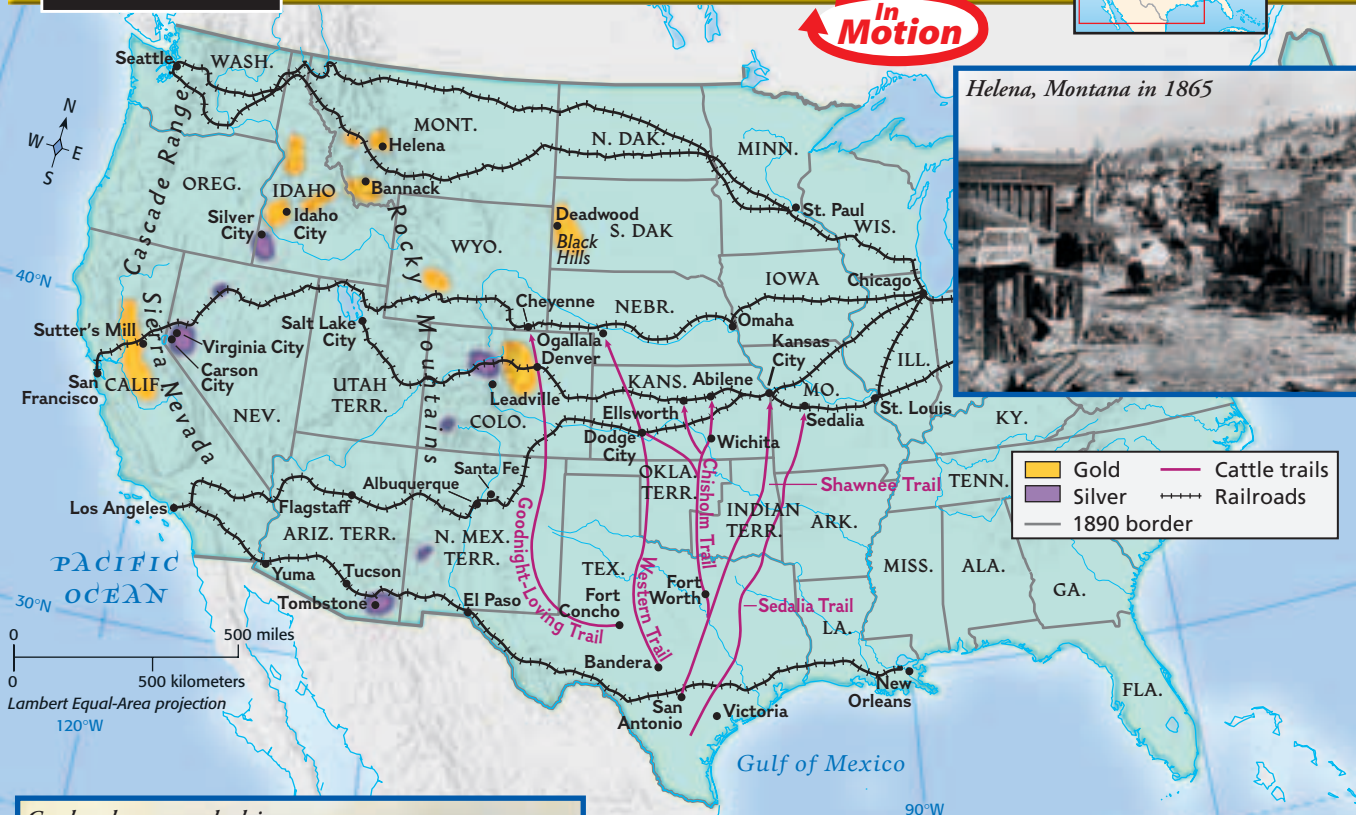 In
Motion
Helena, Montana in 1865
Seattle
WASH.
N
W
E
S
Cascade Range
MONT.
Helena
N. DAK.
MINN.
OREG.
IDAHO
Bannack
Silver
City
Idaho
City
Rocky Mountains
WYO.
Deadwood
S. DAK
Black
Hills
St. Paul
WIS.
40°N
IOWA
Chicago
Sutter's Mill
Sierra Nevada
Virginia City
Carson
City
Salt Lake
City
Cheyenne
NEBR.
Ogallala
Omaha
Denver
Kansas
City
ILL.
San
Francisco
CALIF.
NEV.
UTAH
TERR.
Leadville
COLO.
KANS.
Abilene
Ellsworth
MO.
Sedalia
St. Louis
KY.
Dodge
City
Wichita
Santa Fe
Albuquerque
OKLA.
TERR.
Chisholm Trail
Shawnee Trail
TENN.
Gold
Silver
1890 border
Cattle trails
Railroads
Los Angeles
Flagstaff
ARIZ. TERR.
N. MEX.
TERR.
Goodnight-Loving Trail
INDIAN
TERR.
ARK.
PACIFIC
OCEAN
Yuma
Tucson
Tombstone
El Paso
TEX.
Fort
Concho
Western Trail
Fort
Worth
Sedalia Trail
MISS.
ALA.
GA.
LA.
30°N
0
500 miles
0
500 kilometers
Lambert Equal-Area projection
Bandera
San
Antonio
Victoria
New
Orleans
FLA.
120°W
Gulf of Mexico
90°W